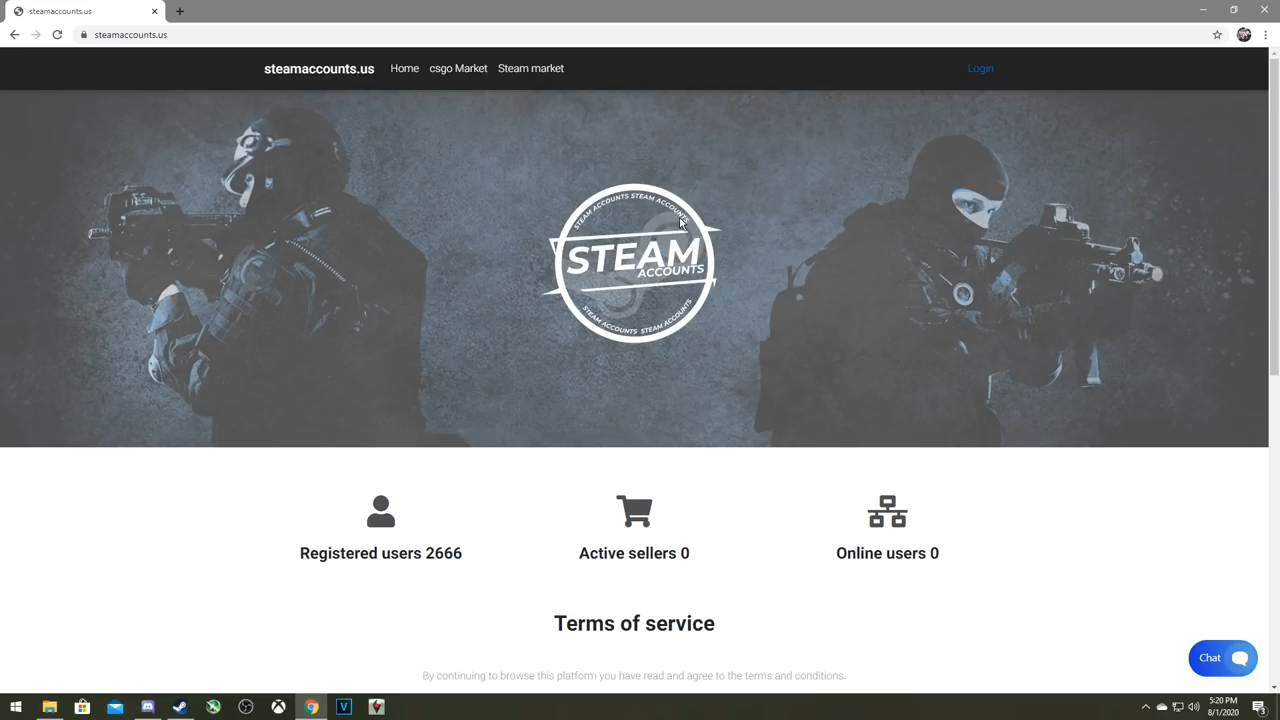 steamaccounts.us
steamaccounts.us
steamaccounts.us Home csgo Market Steam market Login
STEAM ACCOUNTS STEAM ACCOUNTS
STEAM
ACCOUNTS
STEAM ACCOUNTS STEAM ACCOUNTS
Registered users 2666 Active sellers 0 Online users 0
Terms of service
By continuing to browse this platform you have read and agree to the terms and conditions.
Chat
V
5:20 PM
8/1/2020
3